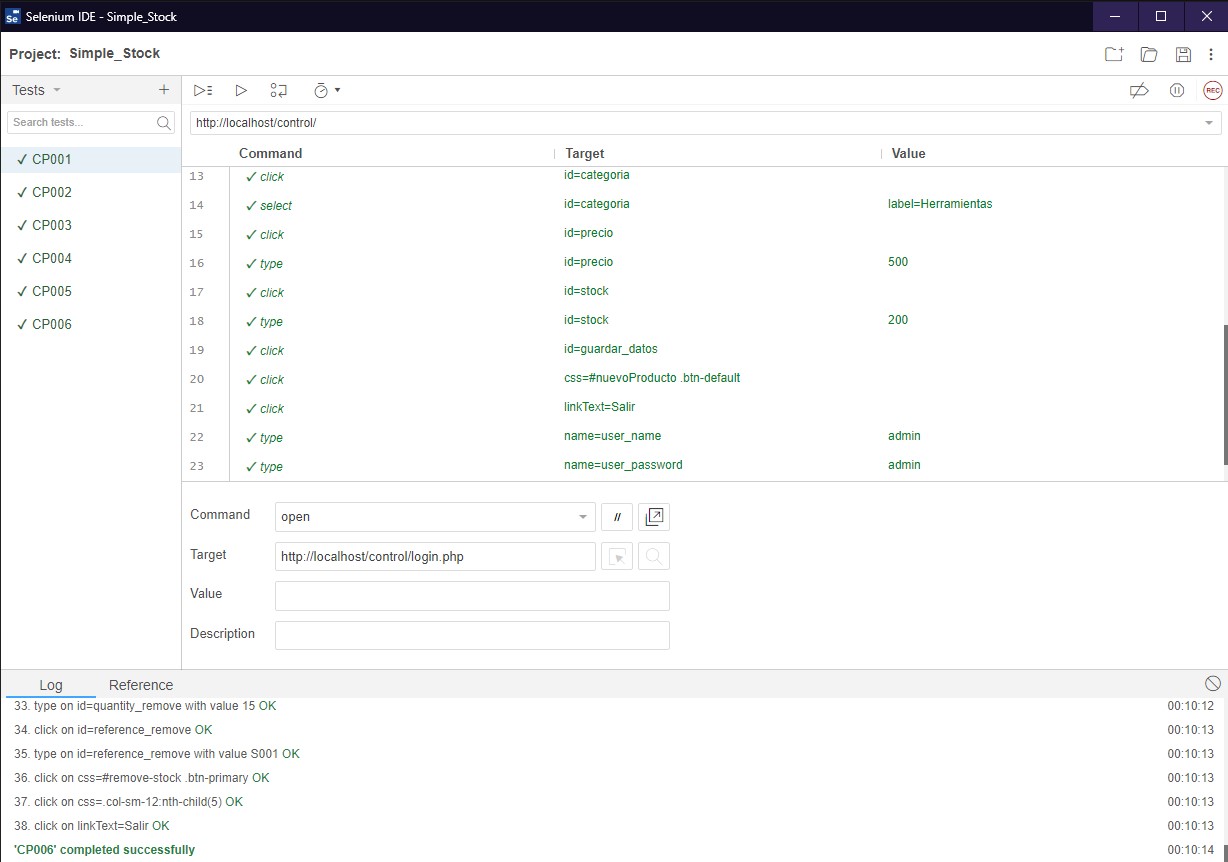 Selenium IDE - Simple_Stock
Project: Simple_Stock
Tests
Search tests...
✓ CP001
✓ CP002
✓ CP003
✓ CP004
✓ CP005
✓ CP006
REC
http://localhost/control/
Command Target Value
13 ✓ click id=categoria
14 ✓ select id=categoria label=Herramientas
15 ✓ click id=precio
16 ✓ type id=precio 500
17 ✓ click id=stock
18 ✓ type id=stock 200
19 ✓ click id=guardar_datos
20 ✓ click css=#nuevoProducto .btn-default
21 ✓ click linkText=Salir
22 ✓ type name=user_name admin
23 ✓ type name=user_password admin
Command open //
Target http://localhost/control/login.php
Value
Description
Log Reference
33. type on id=quantity_remove with value 15 OK 00:10:12
34. click on id=reference_remove OK 00:10:13
35. type on id=reference_remove with value S001 OK 00:10:13
36. click on css=#remove-stock .btn-primary OK 00:10:13
37. click on css=.col-sm-12:nth-child(5) OK 00:10:13
38. click on linkText=Salir OK 00:10:13
'CP006' completed successfully 00:10:14